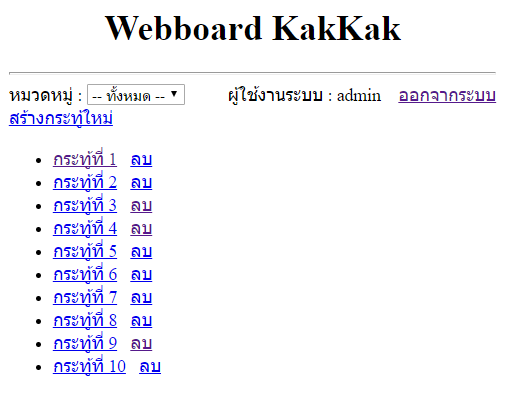 Webboard KakKak
หมวดหมู่ : -- ทั้งหมด -- ผู้ใช้งานระบบ : admin ออกจากระบบ
สร้างกระทู้ใหม่
กระทู้ที่ 1 ลบ
กระทู้ที่ 2 ลบ
กระทู้ที่ 3 ลบ
กระทู้ที่ 4 ลบ
กระทู้ที่ 5 ลบ
กระทู้ที่ 6 ลบ
กระทู้ที่ 7 ลบ
กระทู้ที่ 8 ลบ
กระทู้ที่ 9 ลบ
กระทู้ที่ 10 ลบ